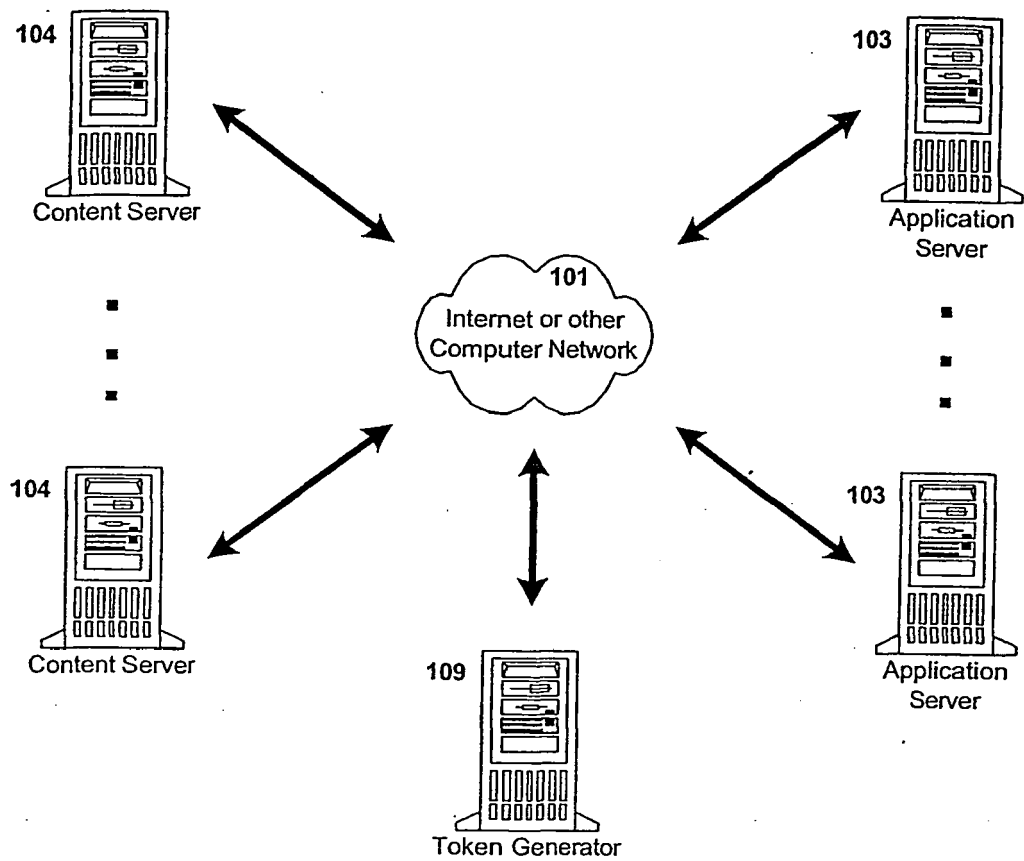 104
Content Server
103
Application
Server
101
Internet or other
Computer Network
104
Content Server
103
Application
Server
109
Token Generator